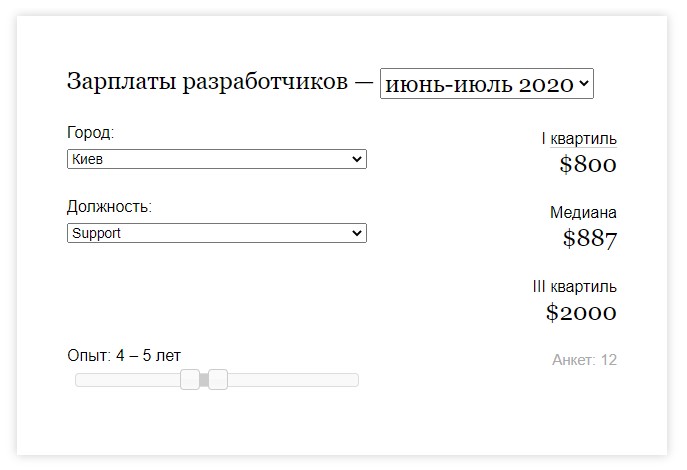 Зарплаты разработчиков — июнь-июль 2020
Город:
Киев
Должность:
Support
Опыт: 4 – 5 лет
I квартиль
$800
Медиана
$887
III квартиль
$2000
Анкет: 12